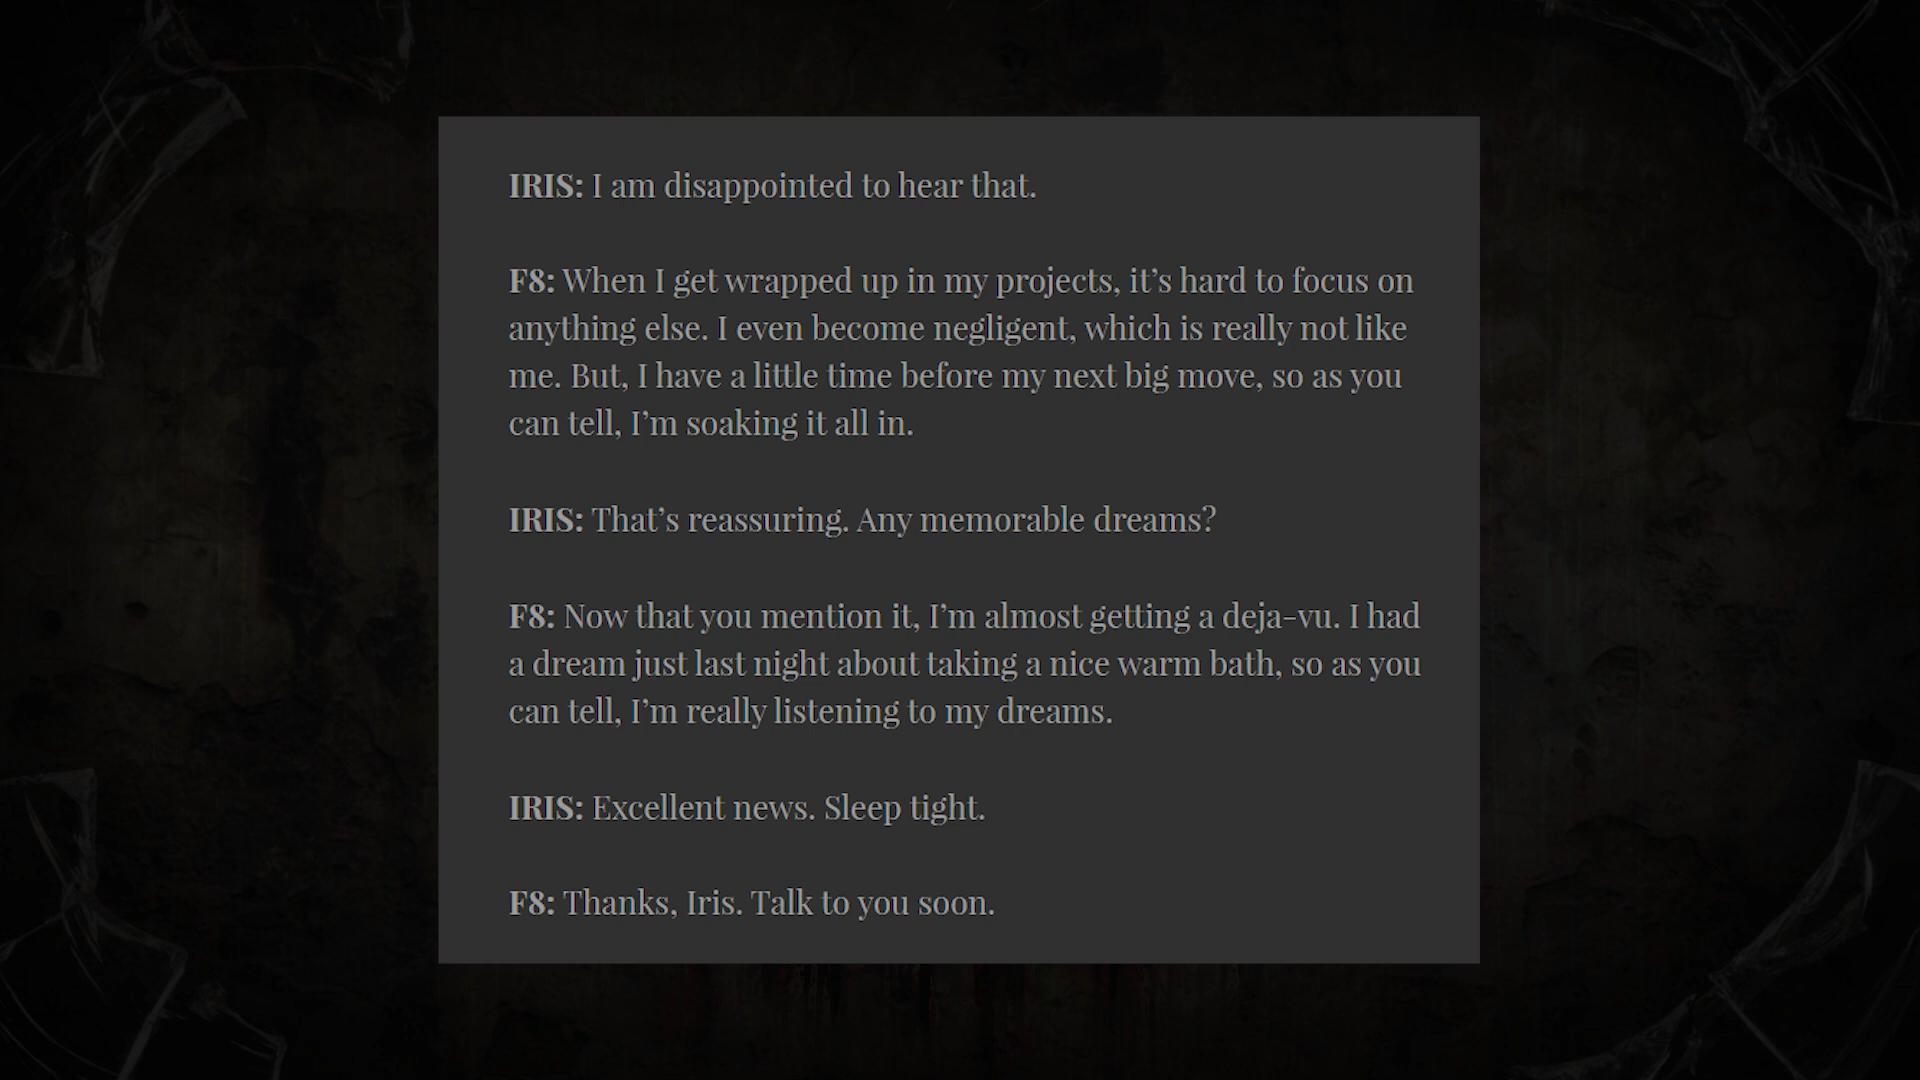 IRIS: I am disappointed to hear that.
F8: When I get wrapped up in my projects, it’s hard to focus on
anything else. I even become negligent, which is really not like
me. But, I have a little time before my next big move, so as you
can tell, I’m soaking it all in.
IRIS: That’s reassuring. Any memorable dreams?
F8: Now that you mention it, I’m almost getting a deja-vu. I had
a dream just last night about taking a nice warm bath, so as you
can tell, I’m really listening to my dreams.
IRIS: Excellent news. Sleep tight.
F8: Thanks, Iris. Talk to you soon.